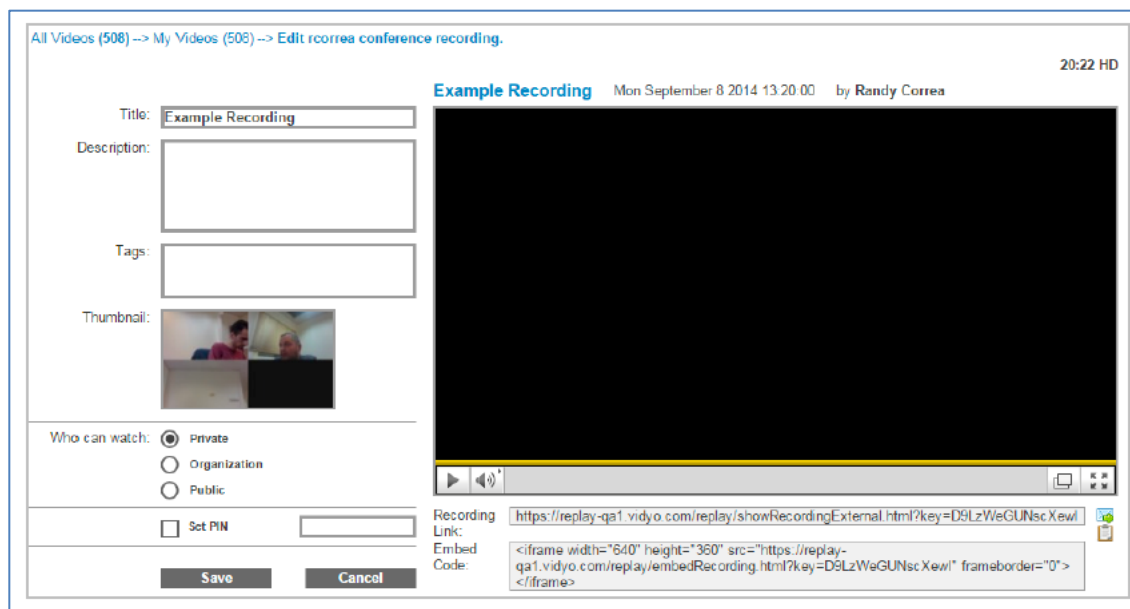 All Videos (508) --> My Videos (508) --> Edit rcorrea conference recording.
20:22 HD
Example Recording Mon September 8 2014 13:20:00 by Randy Correa
Title: Example Recording
Description:
Tags:
Thumbnail:
Who can watch: Private
Organization
Public
Set PIN
Save Cancel
Recording Link: https://replay-qa1.vidyo.com/replay/showRecordingExternal.html?key=D9LzWeGUNscXewl
Embed Code: <iframe width="640" height="360" src="https://replay-
qa1.vidyo.com/replay/embedRecording.html?key=D9LzWeGUNscXewl" frameborder="0">
</iframe>